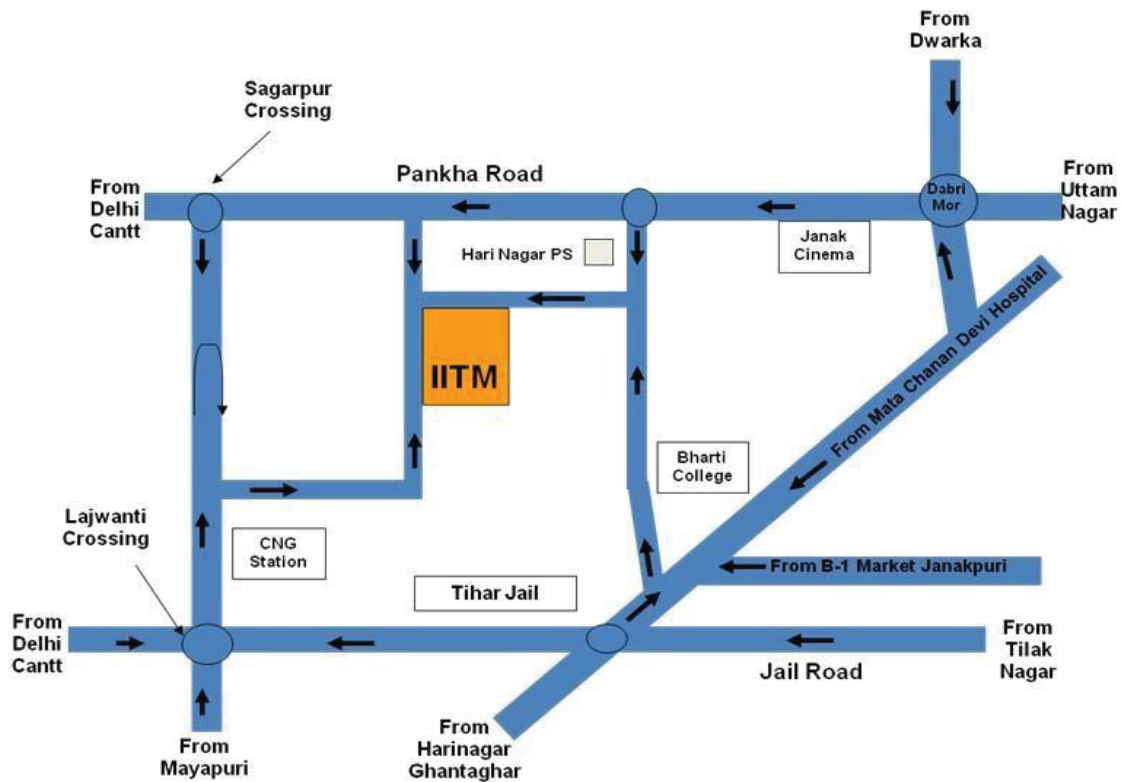 From
Dwarka
Sagarpur
Crossing
From
Delhi
Cantt
Pankha Road
Dabri
Mor
From
Uttam
Nagar
Hari Nagar PS
Janak
Cinema
IITM
From Mata Chanan Devi Hospital
Bharti
College
Lajwanti
Crossing
CNG
Station
From B-1 Market Janakpuri
Tihar Jail
From
Delhi
Cantt
From
Tilak
Nagar
Jail Road
From
Mayapuri
From
Harinagar
Ghantaghar